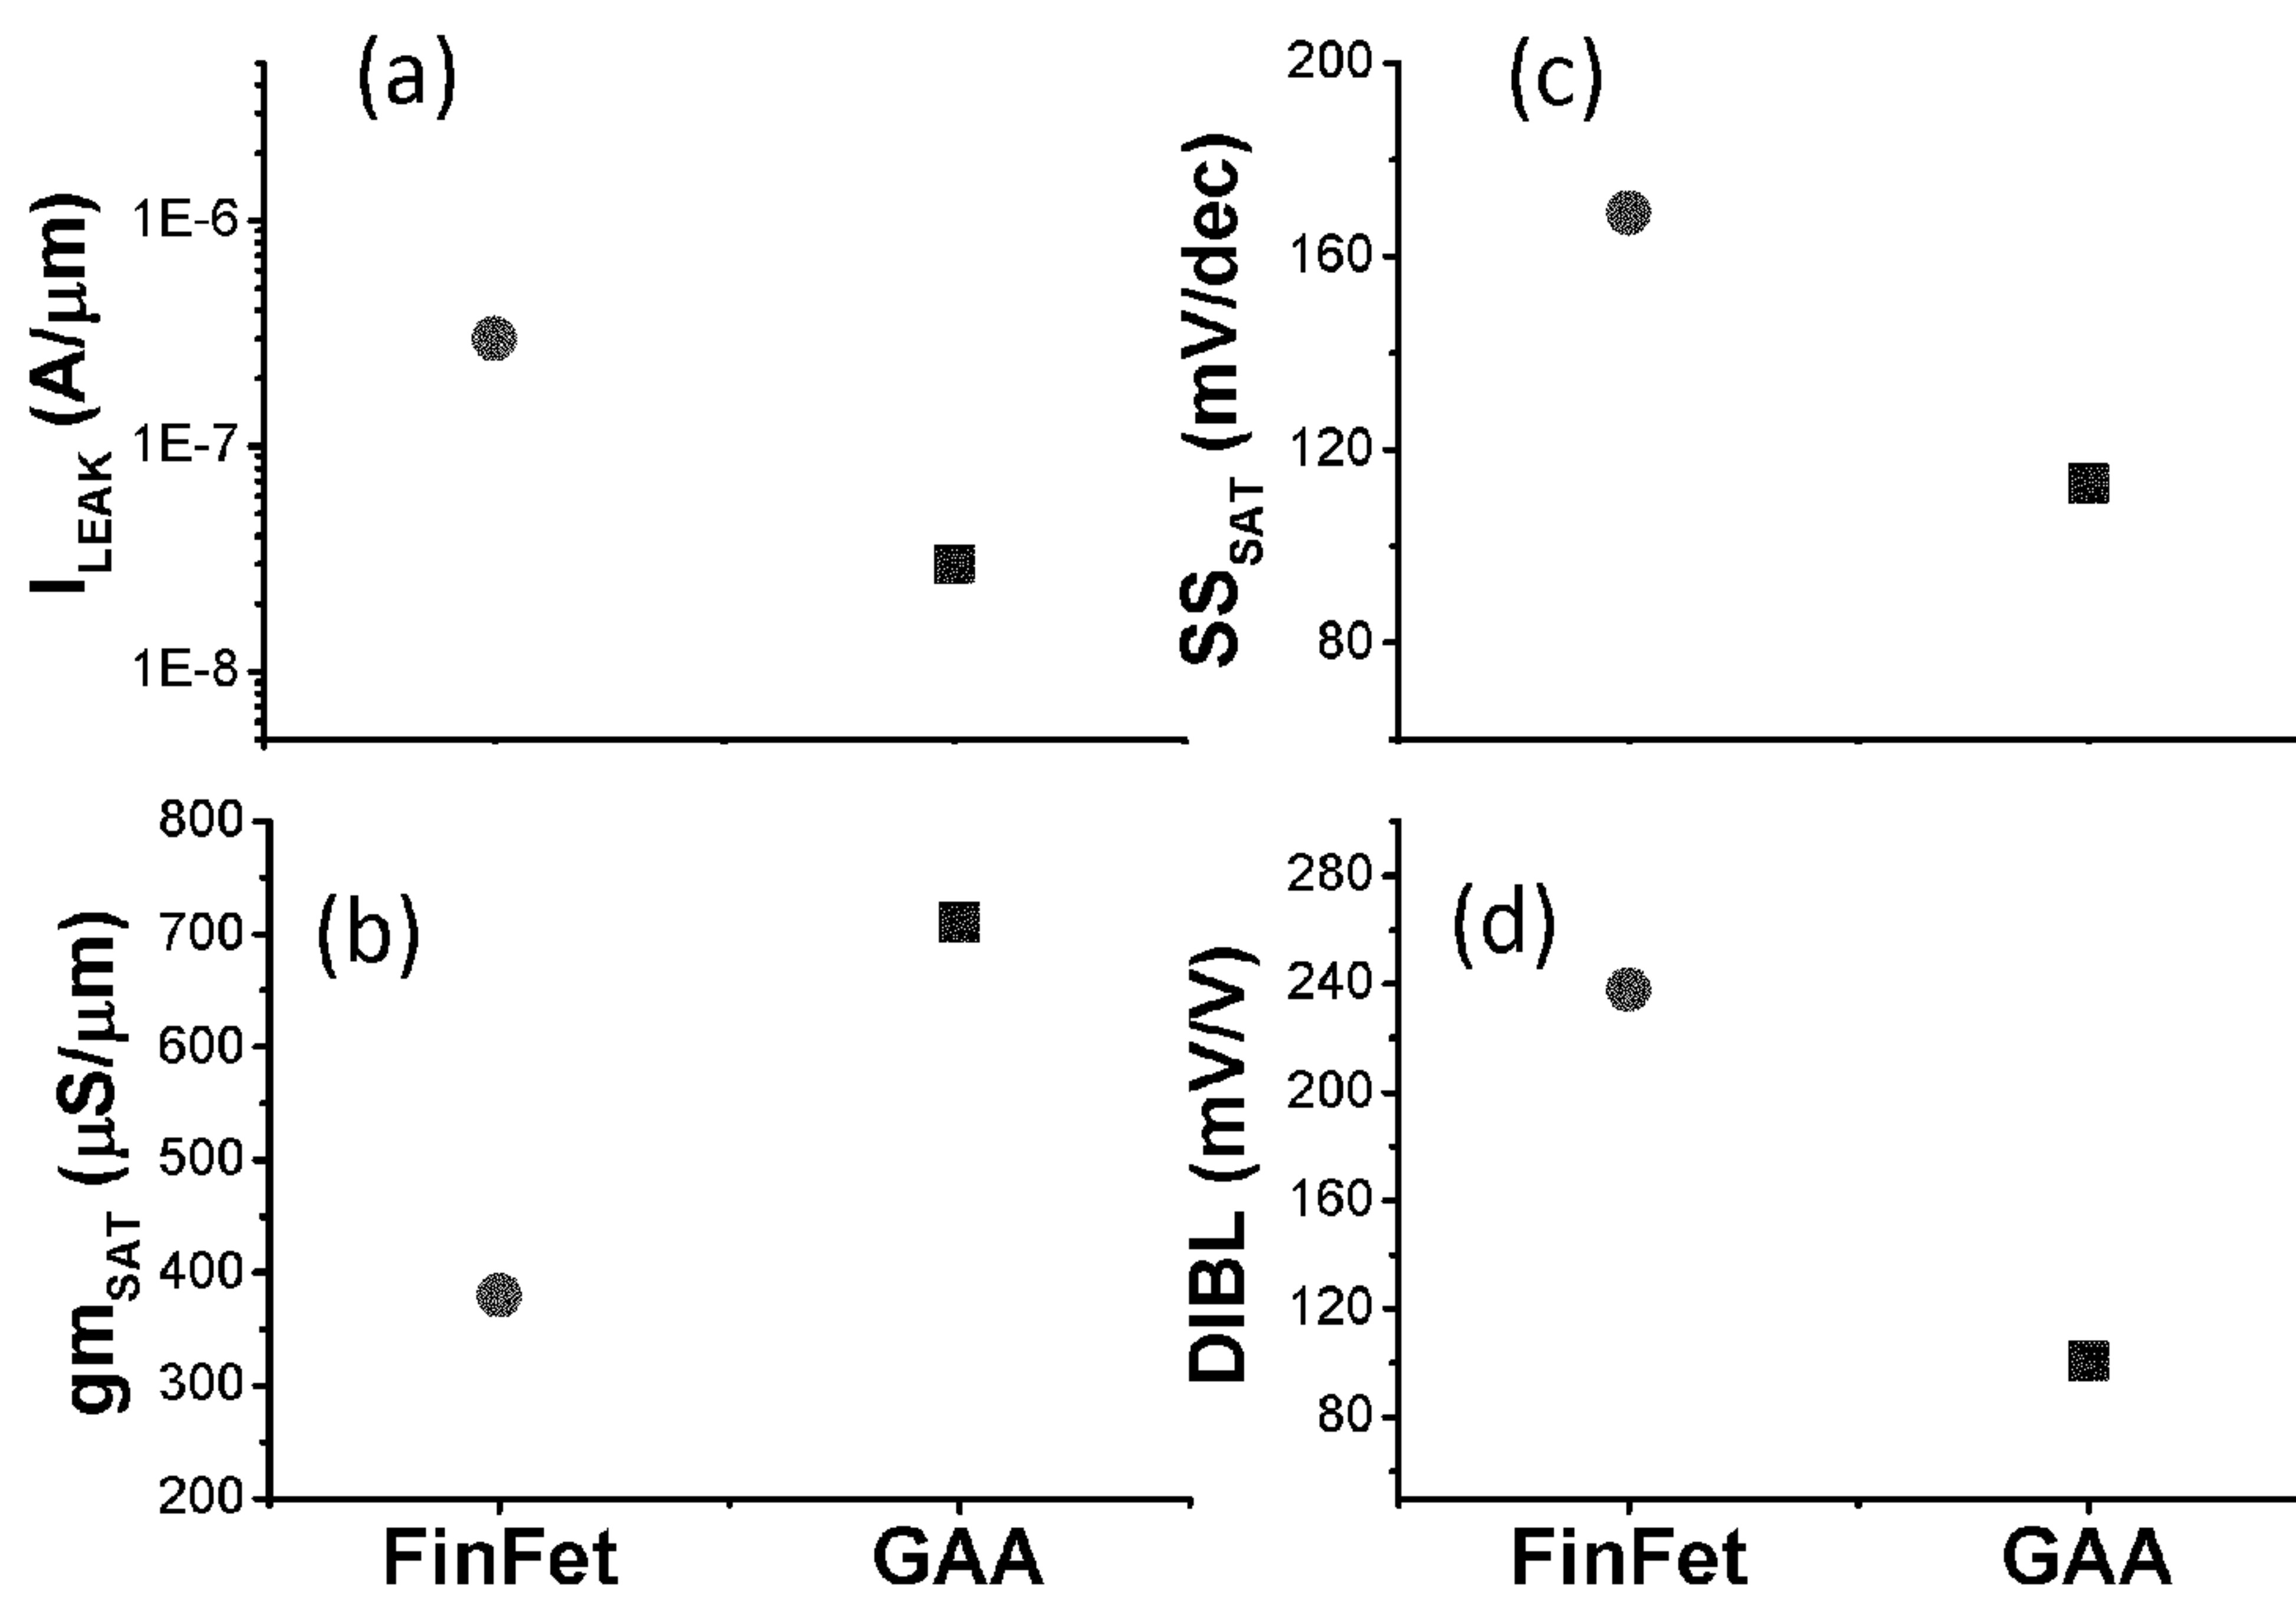 (a)
I_LEAK (A/μm)
1E-6
1E-7
1E-8
(c)
SS_SAT (mV/dec)
200
160
120
80
(b)
gm_SAT (μS/μm)
800
700
600
500
400
300
200
FinFet GAA
(d)
DIBL (mV/V)
280
240
200
160
120
80
FinFet GAA